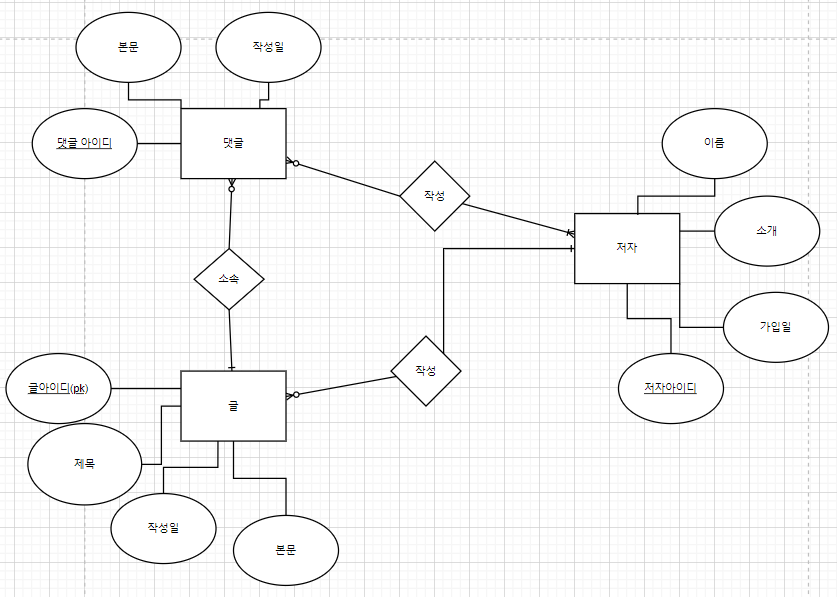 본문
작성일
댓글 아이디
댓글
이름
작성
소개
저자
소속
가입일
작성
글아이디(pk)
저자아이디
글
제목
작성일
본문